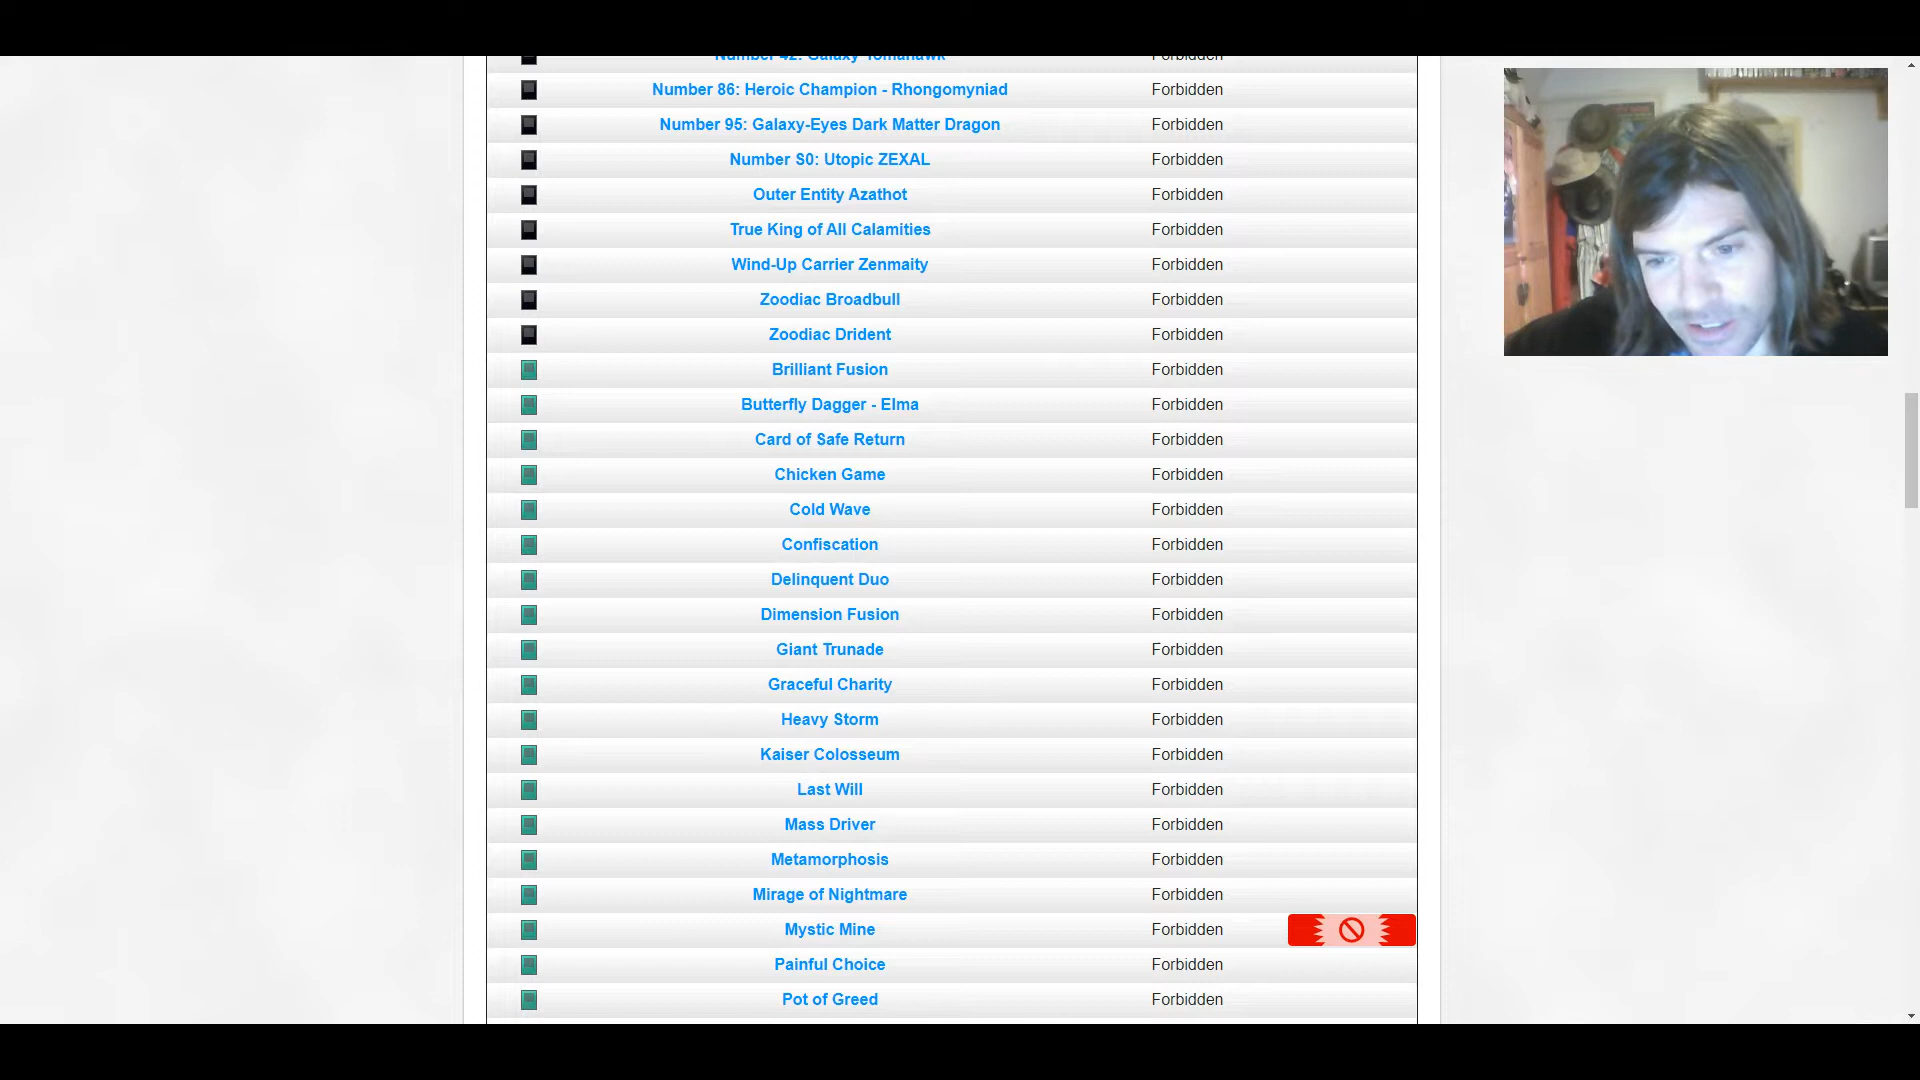 Number 42: Galaxy Tomahawk Forbidden
Number 86: Heroic Champion - Rhongomyniad Forbidden
Number 95: Galaxy-Eyes Dark Matter Dragon Forbidden
Number S0: Utopic ZEXAL Forbidden
Outer Entity Azathot Forbidden
True King of All Calamities Forbidden
Wind-Up Carrier Zenmaity Forbidden
Zoodiac Broadbull Forbidden
Zoodiac Drident Forbidden
Brilliant Fusion Forbidden
Butterfly Dagger - Elma Forbidden
Card of Safe Return Forbidden
Chicken Game Forbidden
Cold Wave Forbidden
Confiscation Forbidden
Delinquent Duo Forbidden
Dimension Fusion Forbidden
Giant Trunade Forbidden
Graceful Charity Forbidden
Heavy Storm Forbidden
Kaiser Colosseum Forbidden
Last Will Forbidden
Mass Driver Forbidden
Metamorphosis Forbidden
Mirage of Nightmare Forbidden
Mystic Mine Forbidden
Painful Choice Forbidden
Pot of Greed Forbidden